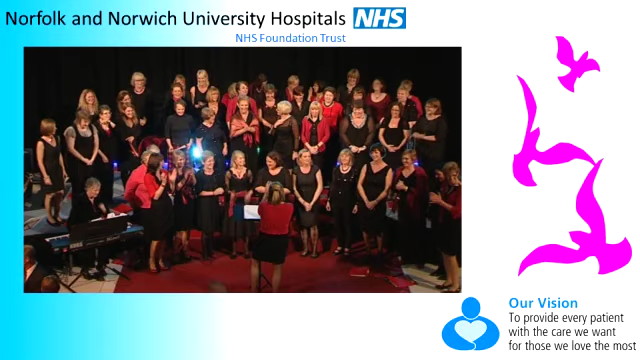 Norfolk and Norwich University Hospitals NHS
NHS Foundation Trust
Our Vision
To provide every patient
with the care we want
for those we love the most